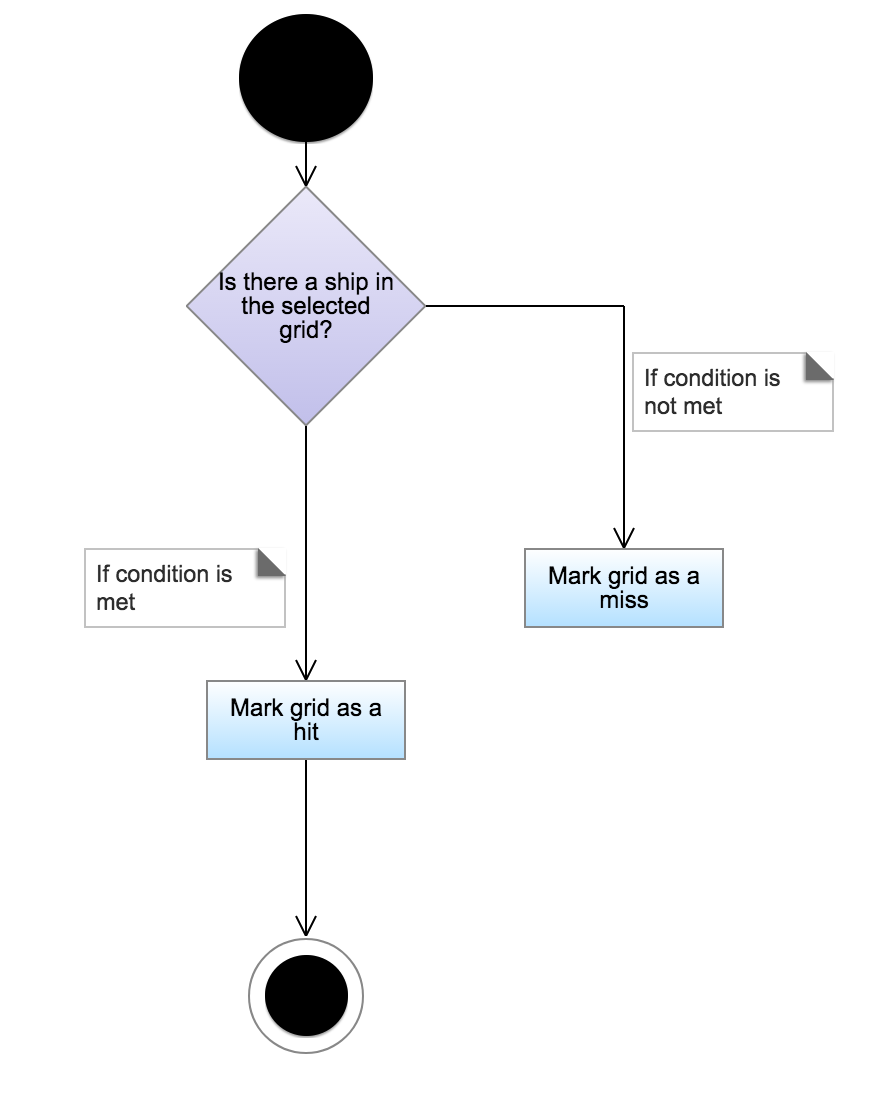 Is there a ship in
the selected
grid?
If condition is
not met
If condition is
met
Mark grid as a
miss
Mark grid as a
hit